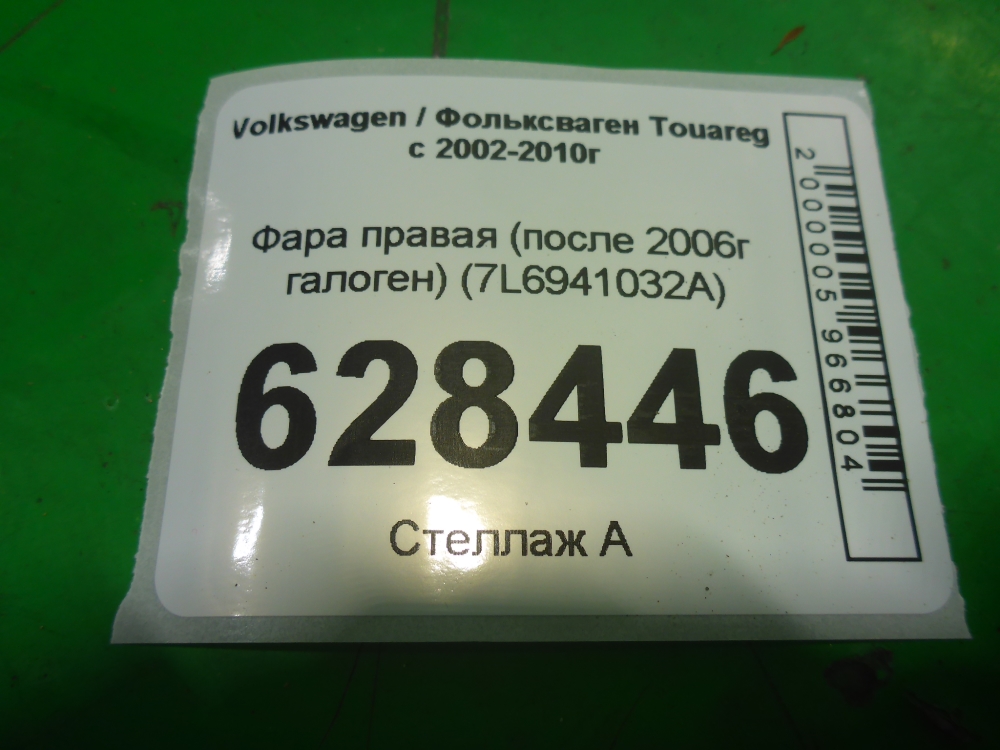 Volkswagen / Фольксваген Touareg
с 2002-2010г
Фара правая (после 2006г
галоген) (7L6941032A)
628446
Стеллаж А
2000005966804